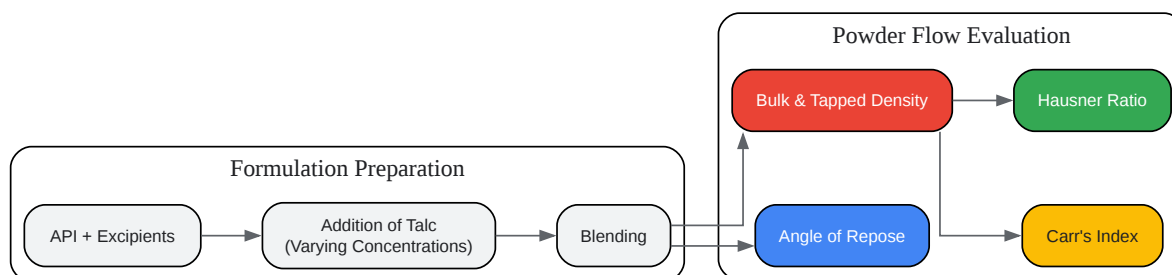 Formulation Preparation
API + Excipients
Addition of Talc
(Varying Concentrations)
Blending
Powder Flow Evaluation
Bulk & Tapped Density
Hausner Ratio
Angle of Repose
Carr's Index